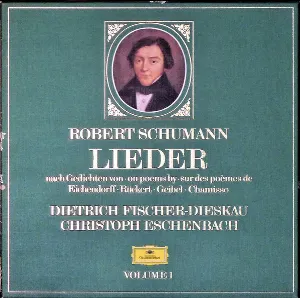 ROBERT SCHUMANN
LIEDER
nach Gedichten von · on poems by · sur des poèmes de
Eichendorff · Rückert · Geibel · Chamisso
DIETRICH FISCHER-DIESKAU
CHRISTOPH ESCHENBACH
VOLUME 1